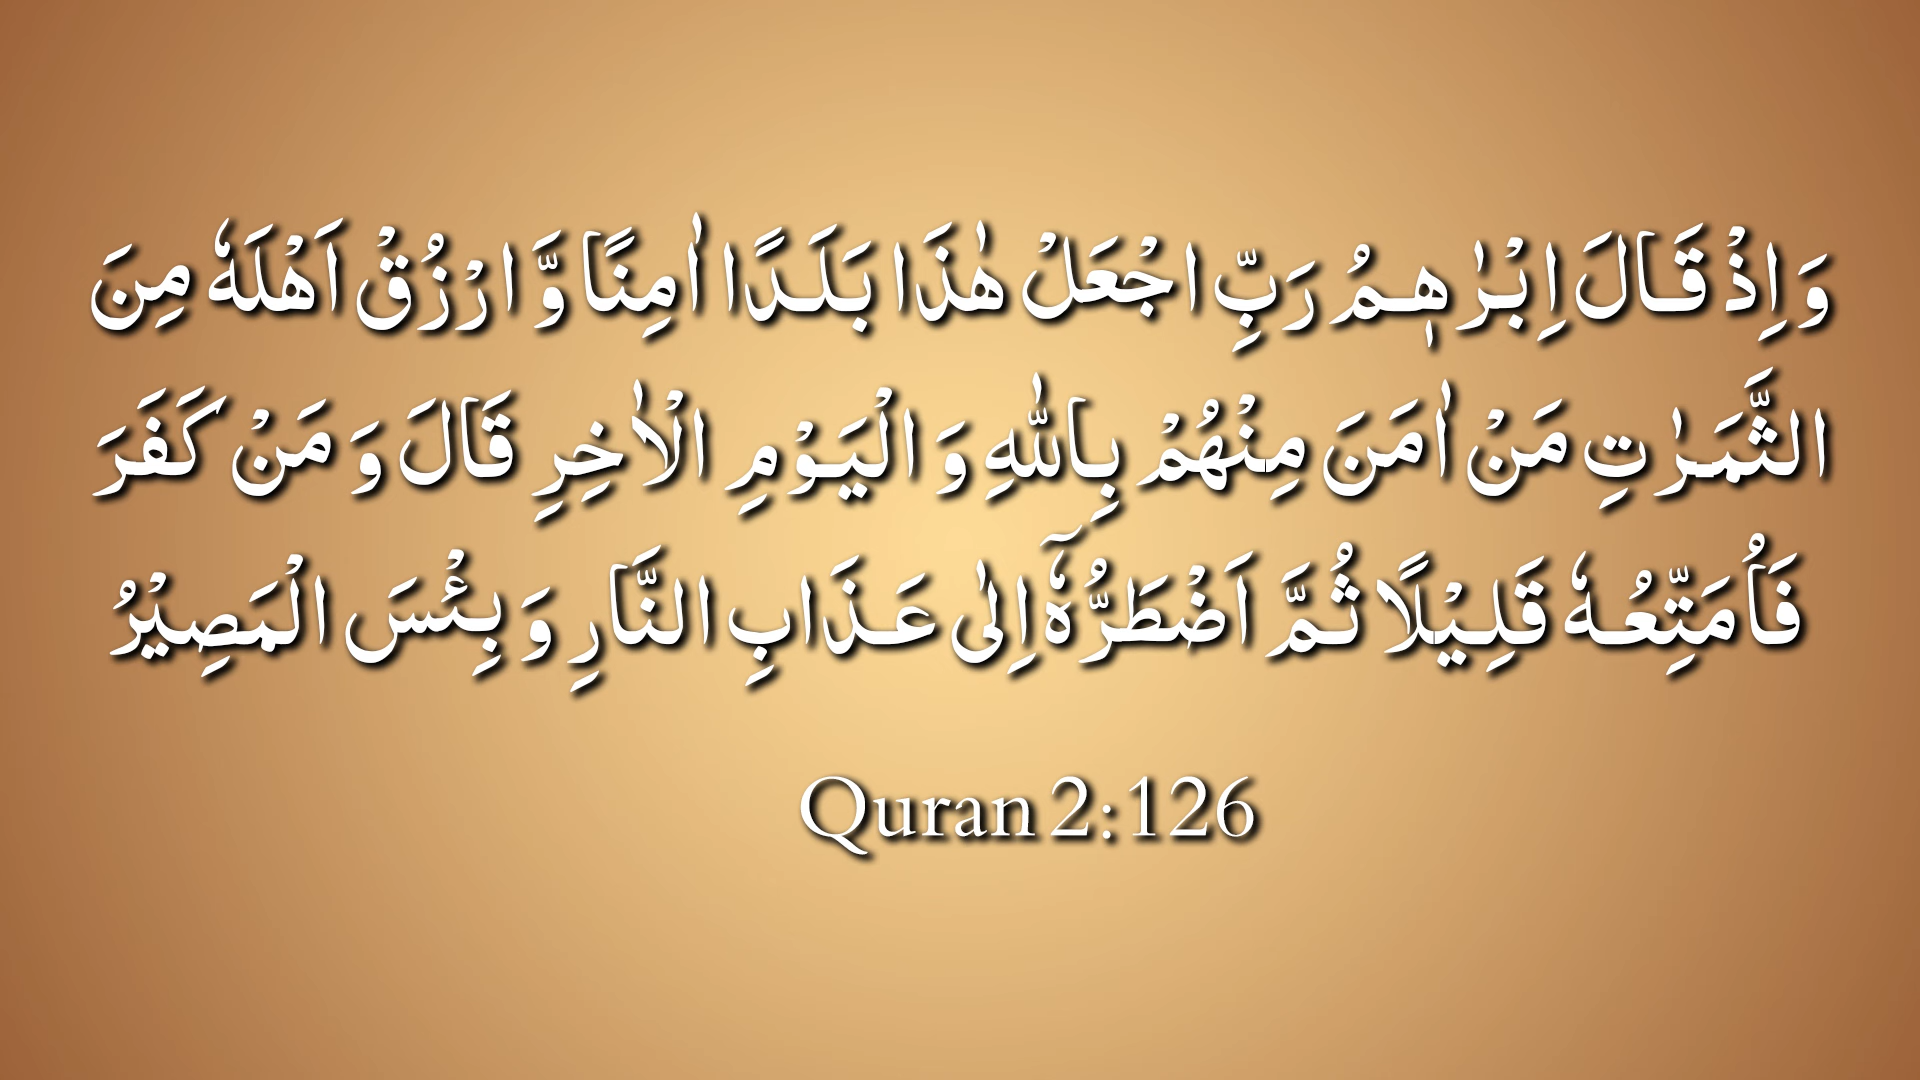 وَ اِذْ قَالَ اِبْرٰهٖمُ رَبِّ اجْعَلْ هٰذَا بَلَدًا اٰمِنًا وَّ ارْزُقْ اَهْلَهٗ مِنَ
الثَّمَرٰتِ مَنْ اٰمَنَ مِنْهُمْ بِاللّٰهِ وَ الْیَوْمِ الْاٰخِرِ قَالَ وَ مَنْ كَفَرَ
فَاُمَتِّعُهٗ قَلِیْلًا ثُمَّ اَضْطَرُّهٗۤ اِلٰى عَذَابِ النَّارِ وَ بِئْسَ الْمَصِیْرُ
Quran 2:126